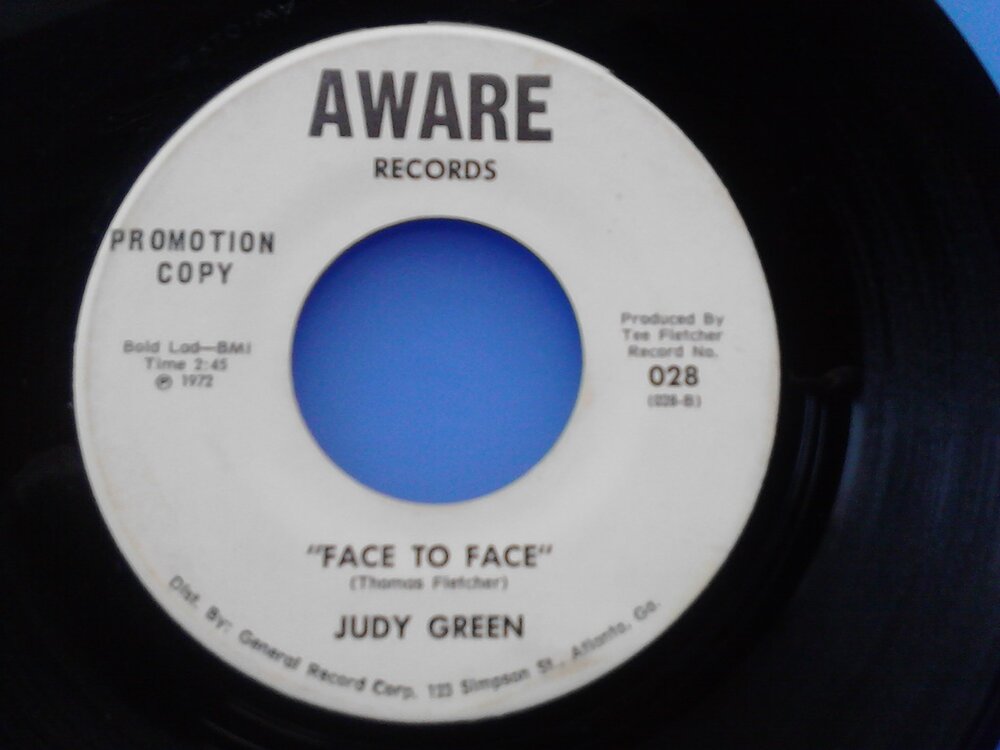 AWARE
RECORDS
PROMOTION
COPY
Bold Lad—BMI
Time 2:45
℗ 1972
Produced By
Tee Fletcher
Record No.
028
(028-B)
"FACE TO FACE"
(Thomas Fletcher)
JUDY GREEN
Dist. By: General Record Corp. 123 Simpson St., Atlanta, Ga.